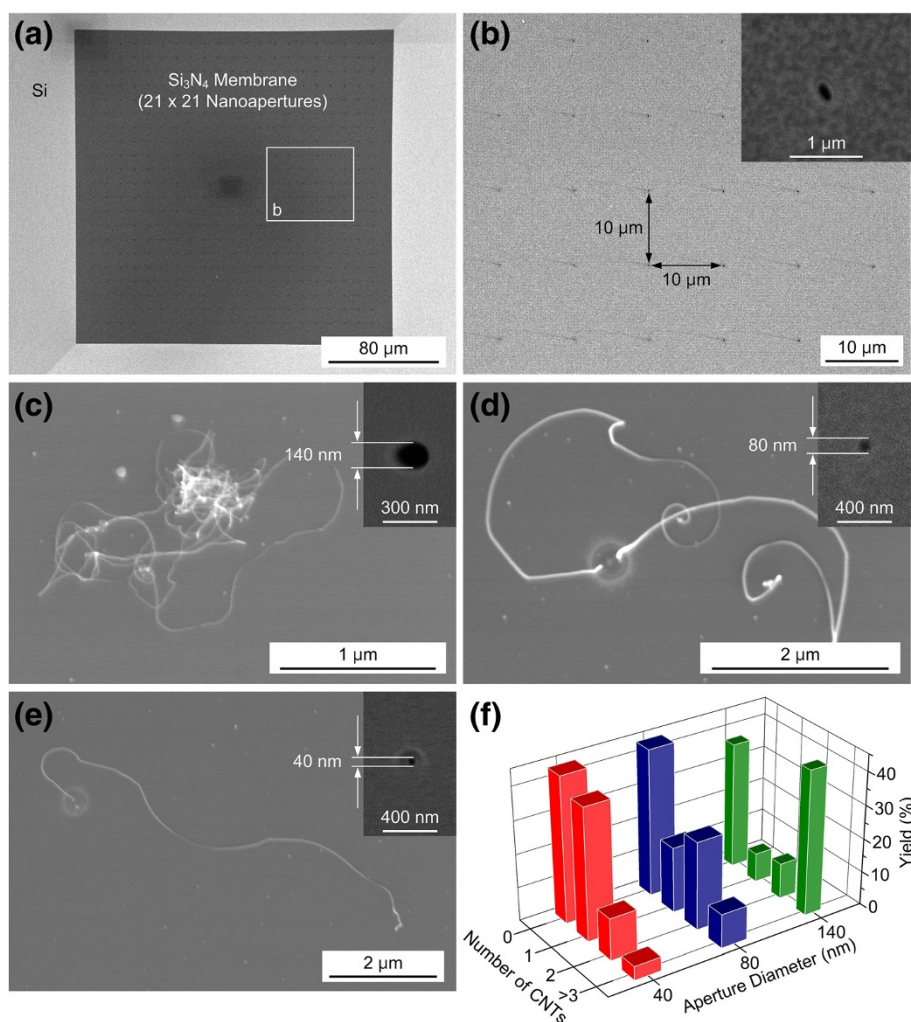 (a)
Si
Si₃N₄ Membrane
(21 x 21 Nanoapertures)
b
80 µm
(b)
1 µm
10 µm
10 µm
10 µm
(c)
140 nm
300 nm
1 µm
(d)
80 nm
400 nm
2 µm
(e)
40 nm
400 nm
2 µm
(f)
40
30
20
10
0
Yield (%)
0
1
2
>3
Number of CNTs
40
80
140
Aperture Diameter (nm)